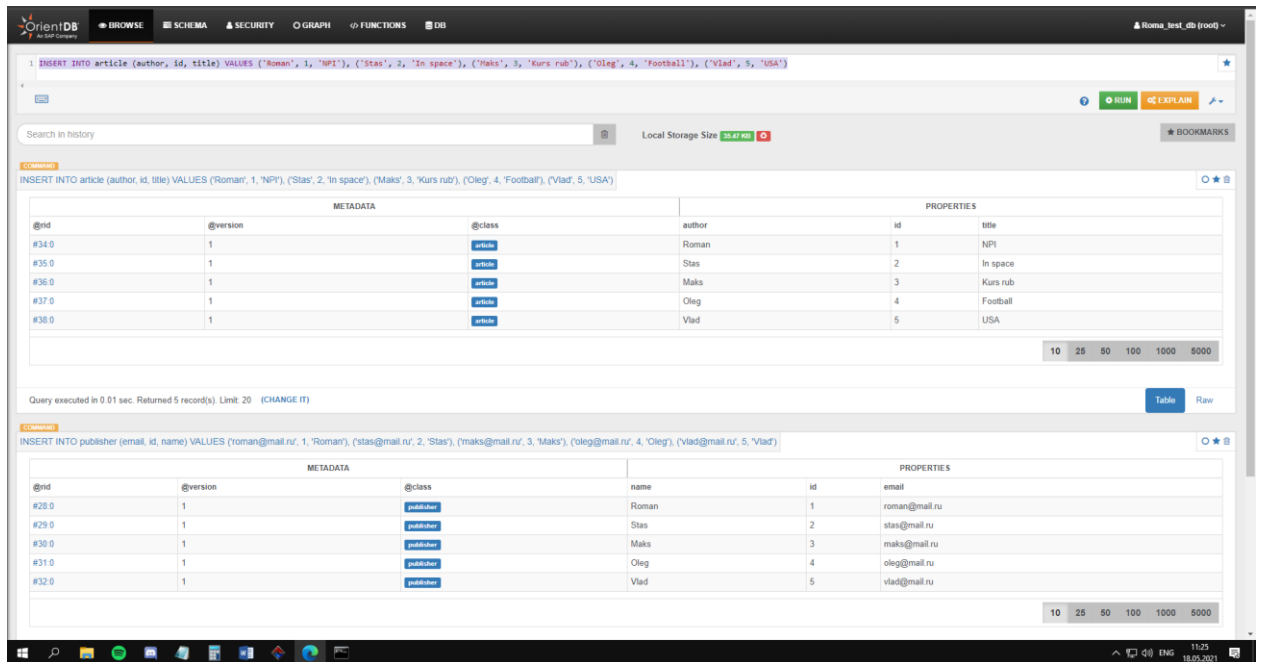 OrientDB BROWSE SCHEMA SECURITY GRAPH FUNCTIONS DB Roma_test_db (root)
An SAP Company
1 INSERT INTO article (author, id, title) VALUES ('Roman', 1, 'NPI'), ('Stas', 2, 'In space'), ('Maks', 3, 'Kurs rub'), ('Oleg', 4, 'Football'), ('Vlad', 5, 'USA')
RUN EXPLAIN
Search in history Local Storage Size 35.47 KB BOOKMARKS
COMMAND
INSERT INTO article (author, id, title) VALUES ('Roman', 1, 'NPI'), ('Stas', 2, 'In space'), ('Maks', 3, 'Kurs rub'), ('Oleg', 4, 'Football'), ('Vlad', 5, 'USA')
METADATA PROPERTIES
@rid @version @class author id title
#34:0 1 article Roman 1 NPI
#35:0 1 article Stas 2 In space
#36:0 1 article Maks 3 Kurs rub
#37:0 1 article Oleg 4 Football
#38:0 1 article Vlad 5 USA
10 25 50 100 1000 5000
Query executed in 0.01 sec. Returned 5 record(s). Limit: 20 (CHANGE IT) Table Raw
COMMAND
INSERT INTO publisher (email, id, name) VALUES ('roman@mail.ru', 1, 'Roman'), ('stas@mail.ru', 2, 'Stas'), ('maks@mail.ru', 3, 'Maks'), ('oleg@mail.ru', 4, 'Oleg'), ('vlad@mail.ru', 5, 'Vlad')
METADATA PROPERTIES
@rid @version @class name id email
#28:0 1 publisher Roman 1 roman@mail.ru
#29:0 1 publisher Stas 2 stas@mail.ru
#30:0 1 publisher Maks 3 maks@mail.ru
#31:0 1 publisher Oleg 4 oleg@mail.ru
#32:0 1 publisher Vlad 5 vlad@mail.ru
10 25 50 100 1000 5000
ENG 11:25
18.05.2021